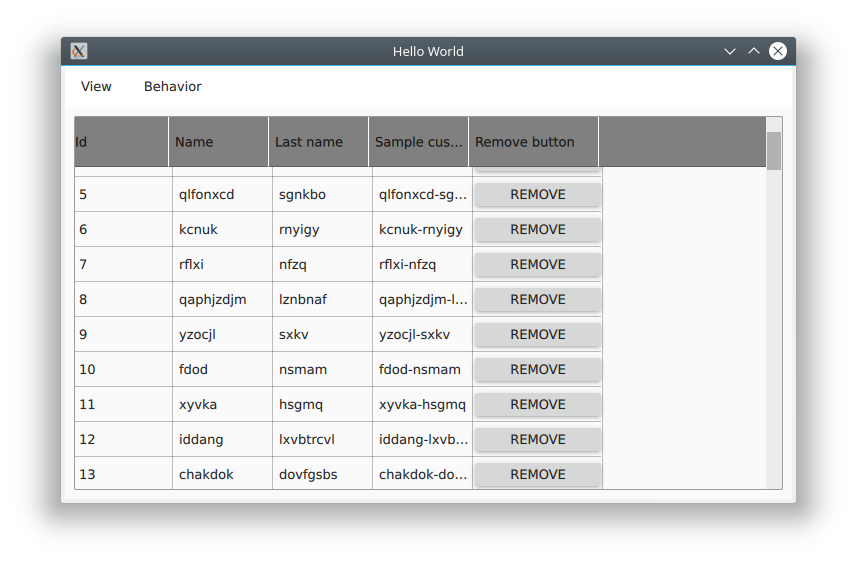 Hello World
View Behavior
Id Name Last name Sample cus... Remove button
5 qlfonxcd sgnkbo qlfonxcd-sg... REMOVE
6 kcnuk rnyigy kcnuk-rnyigy REMOVE
7 rflxi nfzq rflxi-nfzq REMOVE
8 qaphjzdjm lznbnaf qaphjzdjm-l... REMOVE
9 yzocjl sxkv yzocjl-sxkv REMOVE
10 fdod nsmam fdod-nsmam REMOVE
11 xyvka hsgmq xyvka-hsgmq REMOVE
12 iddang lxvbtrcvl iddang-lxvb... REMOVE
13 chakdok dovfgsbs chakdok-do... REMOVE